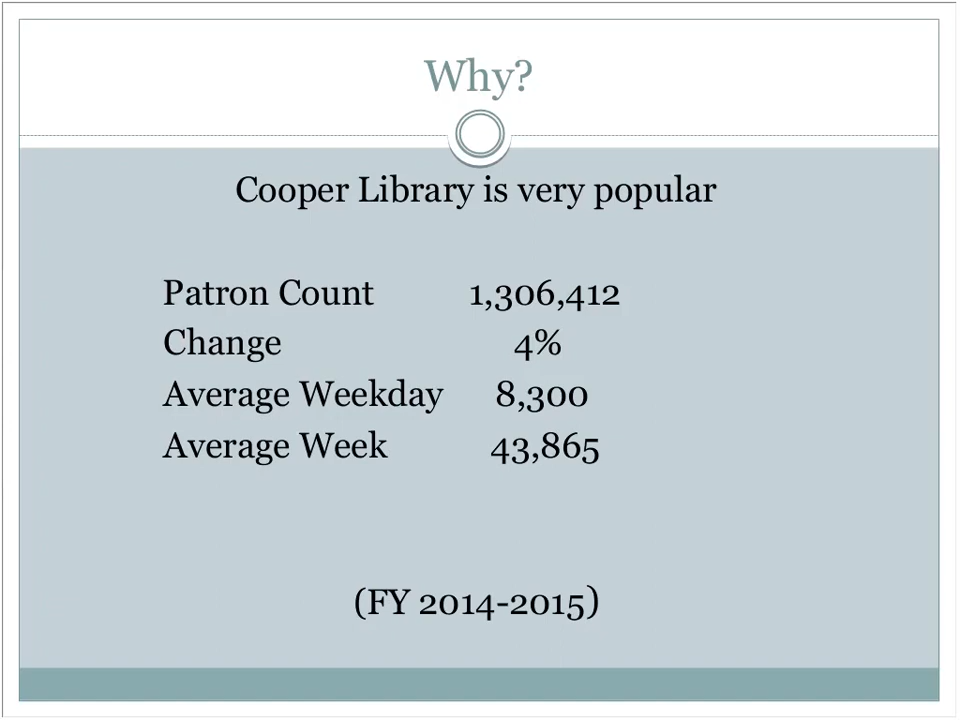 Why?
Cooper Library is very popular
Patron Count 1,306,412
Change 4%
Average Weekday 8,300
Average Week 43,865
(FY 2014-2015)